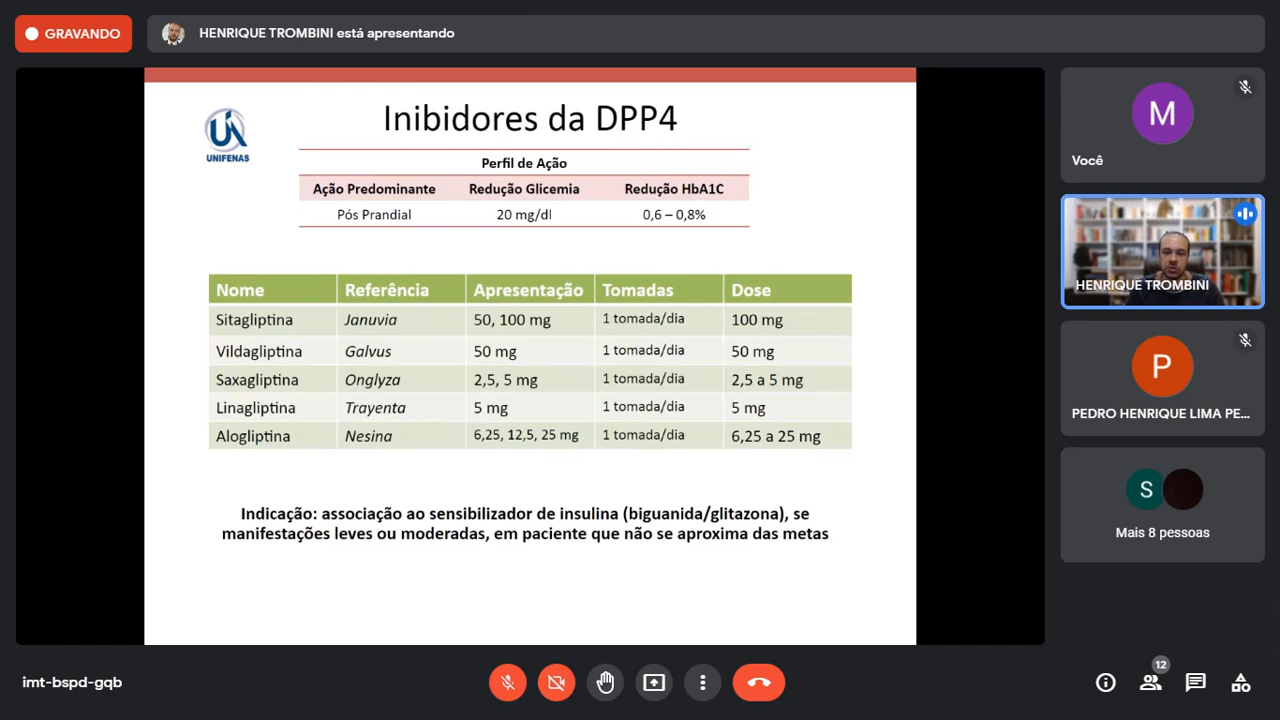 GRAVANDO
HENRIQUE TROMBINI está apresentando
UNIFENAS
Inibidores da DPP4
Perfil de Ação
Ação Predominante Redução Glicemia Redução HbA1C
Pós Prandial 20 mg/dl 0,6 – 0,8%
Nome Referência Apresentação Tomadas Dose
Sitagliptina Januvia 50, 100 mg 1 tomada/dia 100 mg
Vildagliptina Galvus 50 mg 1 tomada/dia 50 mg
Saxagliptina Onglyza 2,5, 5 mg 1 tomada/dia 2,5 a 5 mg
Linagliptina Trayenta 5 mg 1 tomada/dia 5 mg
Alogliptina Nesina 6,25, 12,5, 25 mg 1 tomada/dia 6,25 a 25 mg
Indicação: associação ao sensibilizador de insulina (biguanida/glitazona), se
manifestações leves ou moderadas, em paciente que não se aproxima das metas
M
Você
HENRIQUE TROMBINI
P
PEDRO HENRIQUE LIMA PE...
S
Mais 8 pessoas
imt-bspd-gqb
12